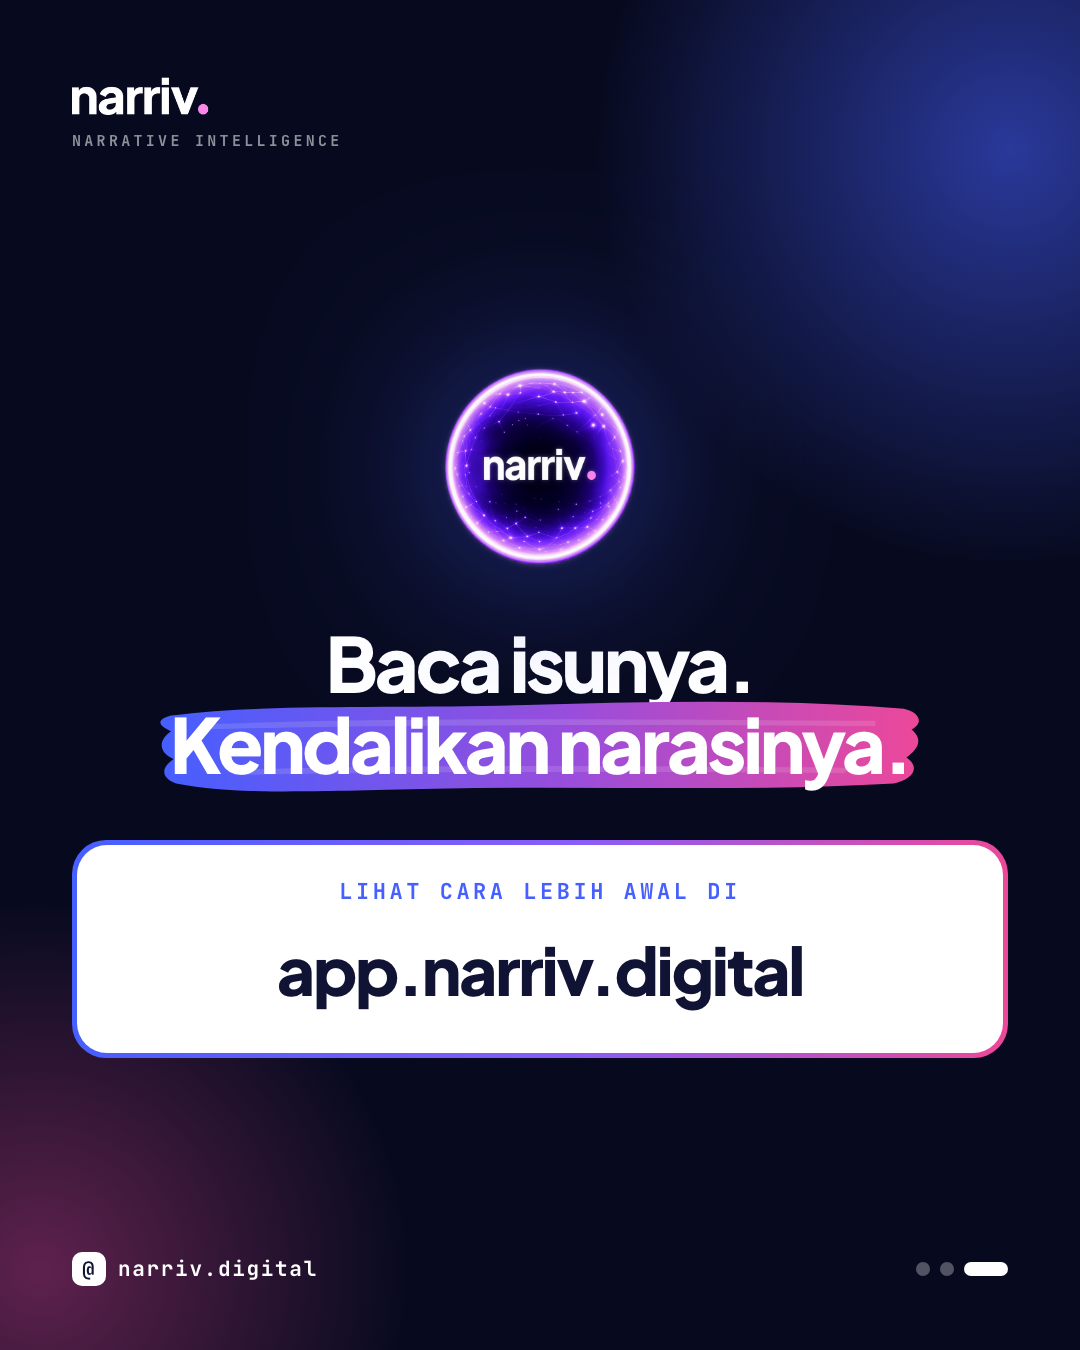 narriv.
NARRATIVE INTELLIGENCE
narriv.
Baca isunya.
Kendalikan narasinya.
LIHAT CARA LEBIH AWAL DI
app.narriv.digital
@ narriv.digital